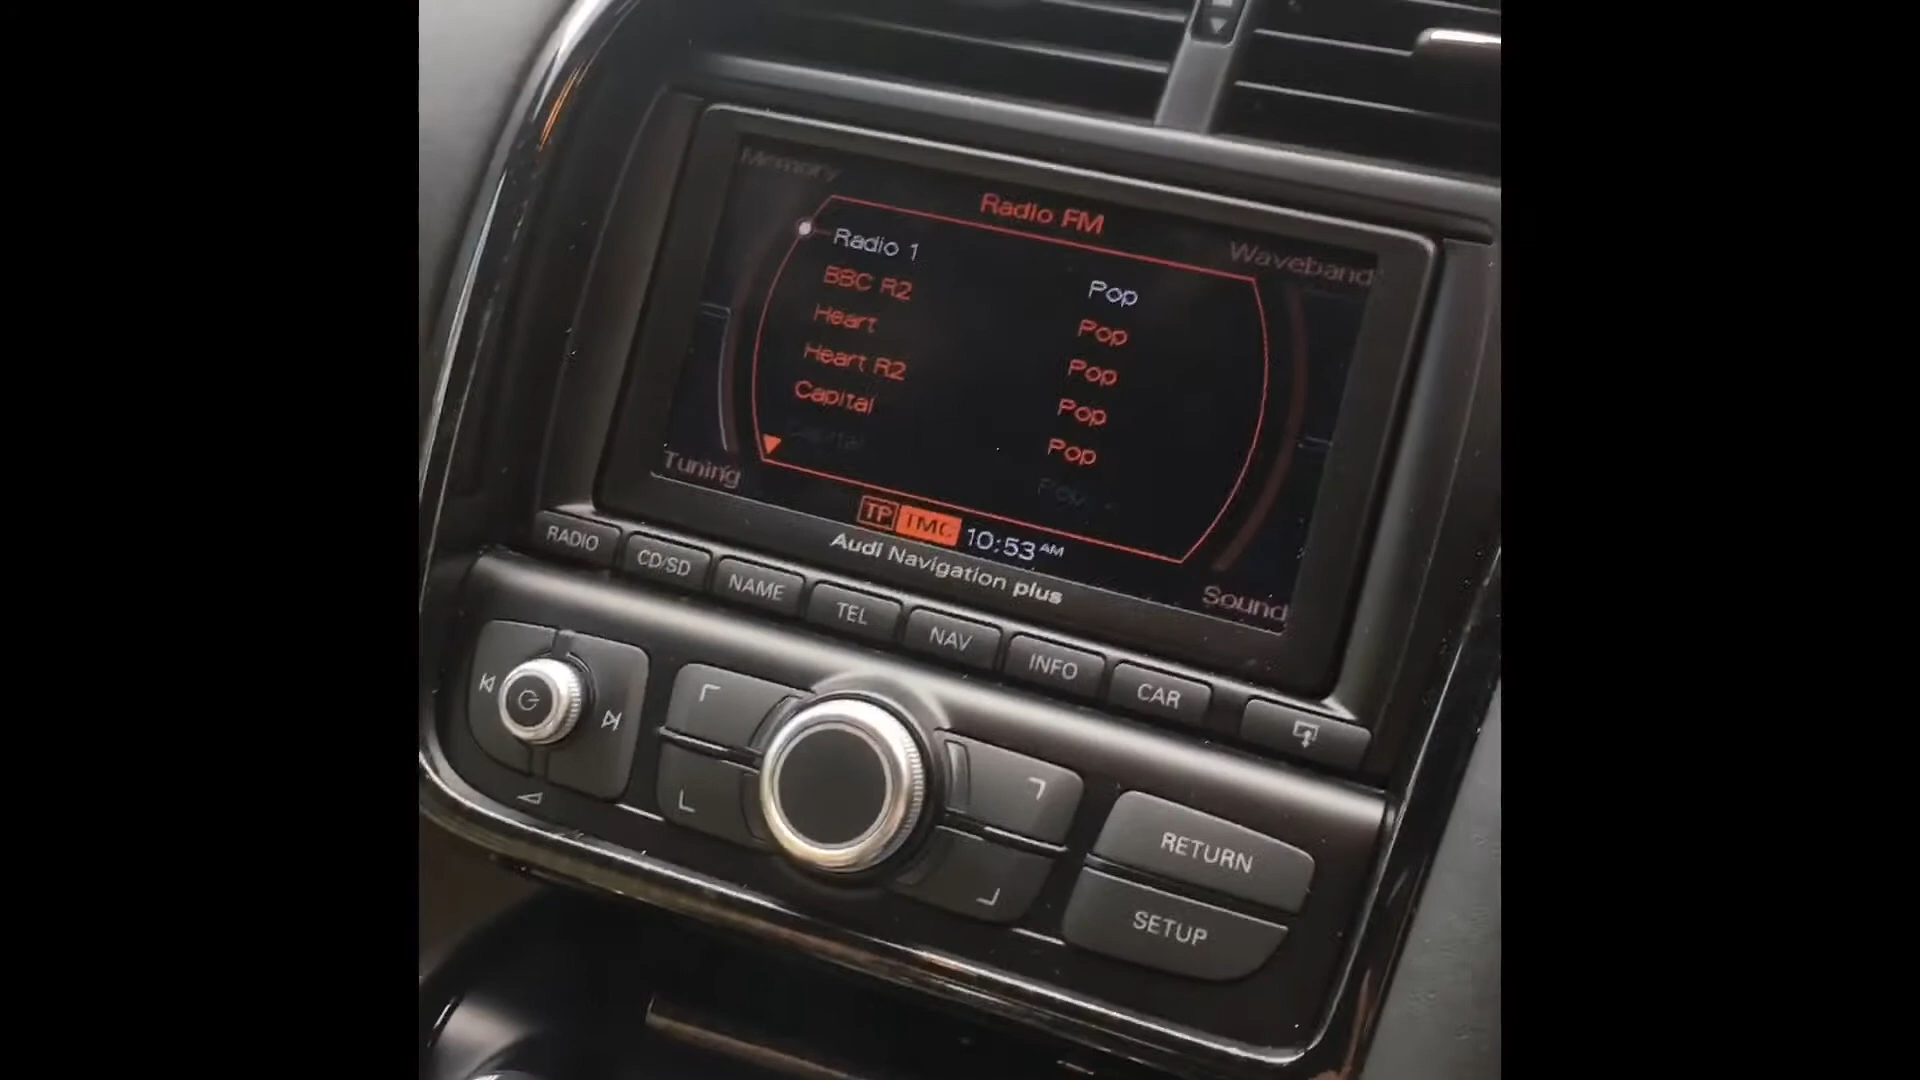 Memory
Radio FM
Waveband
Radio 1 Pop
BBC R2 Pop
Heart Pop
Heart R2 Pop
Capital Pop
Capital
Tuning
TP TMC 10:53 AM
Sound
Audi Navigation plus
RADIO
CD/SD
NAME
TEL
NAV
INFO
CAR
RETURN
SETUP